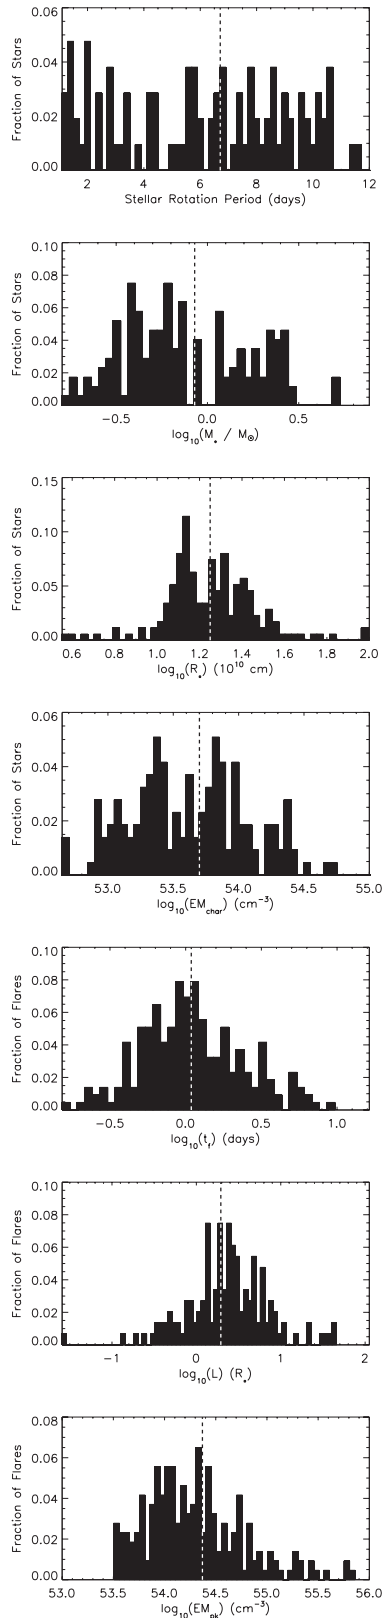 0.06
0.04
0.02
0.00
Fraction of Stars
2 4 6 8 10 12
Stellar Rotation Period (days)
0.10
0.08
0.06
0.04
0.02
0.00
Fraction of Stars
-0.5 0.0 0.5
log₁₀(M* / M☉)
0.15
0.10
0.05
0.00
Fraction of Stars
0.6 0.8 1.0 1.2 1.4 1.6 1.8 2.0
log₁₀(R*) (10¹⁰ cm)
0.06
0.04
0.02
0.00
Fraction of Stars
53.0 53.5 54.0 54.5 55.0
log₁₀(EM_char) (cm⁻³)
0.10
0.08
0.06
0.04
0.02
0.00
Fraction of Flares
-0.5 0.0 0.5 1.0
log₁₀(t_f) (days)
0.10
0.08
0.06
0.04
0.02
0.00
Fraction of Flares
-1 0 1 2
log₁₀(L) (R*)
0.08
0.06
0.04
0.02
0.00
Fraction of Flares
53.0 53.5 54.0 54.5 55.0 55.5 56.0
log₁₀(EM_pk) (cm⁻³)